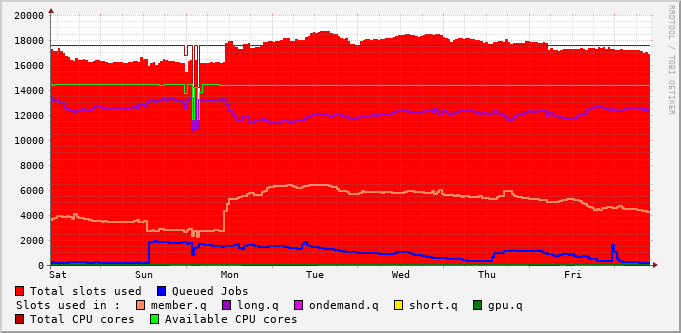 20000
18000
16000
14000
12000
10000
8000
6000
4000
2000
0
Sat Sun Mon Tue Wed Thu Fri
RRDTOOL / TOBI OETIKER
Total slots used Queued Jobs
Slots used in : member.q long.q ondemand.q short.q gpu.q
Total CPU cores Available CPU cores